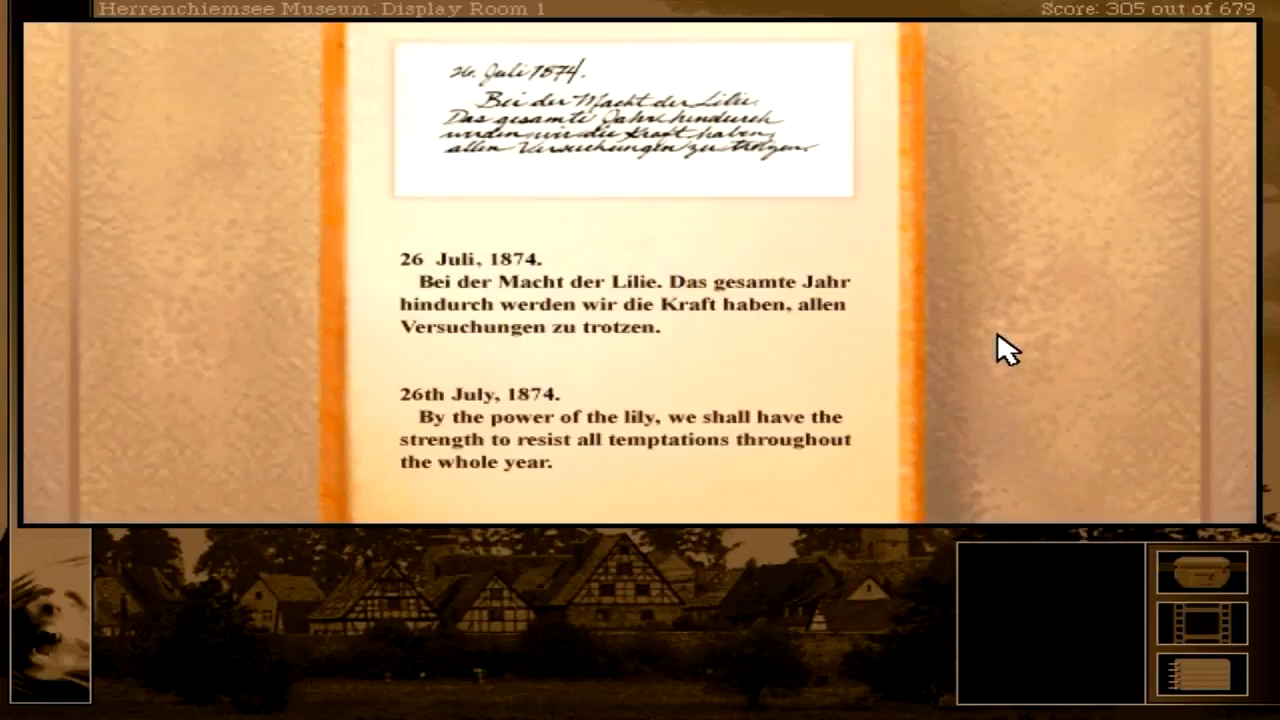 Herrenchiemsee Museum: Display Room 1
Score: 305 out of 679
26. Juli 1874.
Bei der Macht der Lilie.
Das gesamte Jahr hindurch
werden wir die Kraft haben,
allen Versuchungen zu trotzen.
26 Juli, 1874.
Bei der Macht der Lilie. Das gesamte Jahr
hindurch werden wir die Kraft haben, allen
Versuchungen zu trotzen.
26th July, 1874.
By the power of the lily, we shall have the
strength to resist all temptations throughout
the whole year.